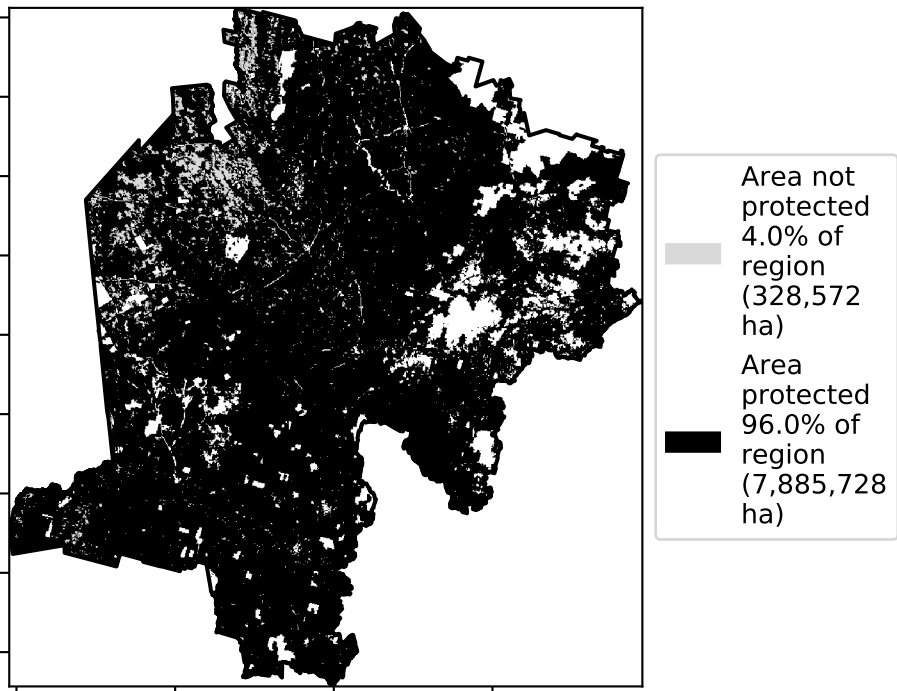 Area not
protected
4.0% of
region
(328,572
ha)
Area
protected
96.0% of
region
(7,885,728
ha)